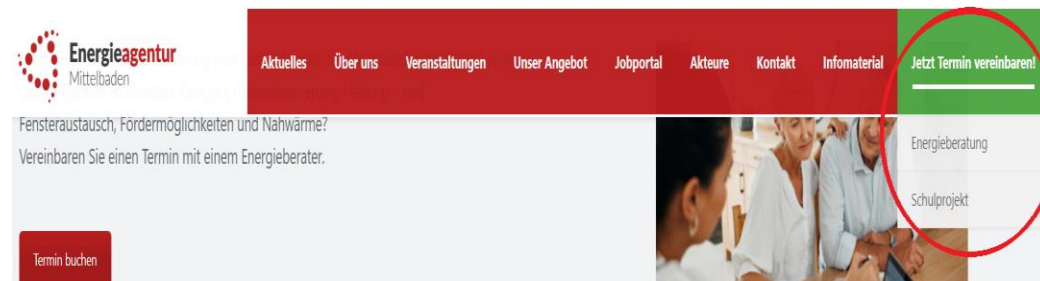 Energieagentur
Mittelbaden
Aktuelles Über uns Veranstaltungen Unser Angebot Jobportal Akteure Kontakt Infomaterial Jetzt Termin vereinbaren!
Fensteraustausch, Fördermöglichkeiten und Nahwärme?
Vereinbaren Sie einen Termin mit einem Energieberater.
Energieberatung
Schulprojekt
Termin buchen